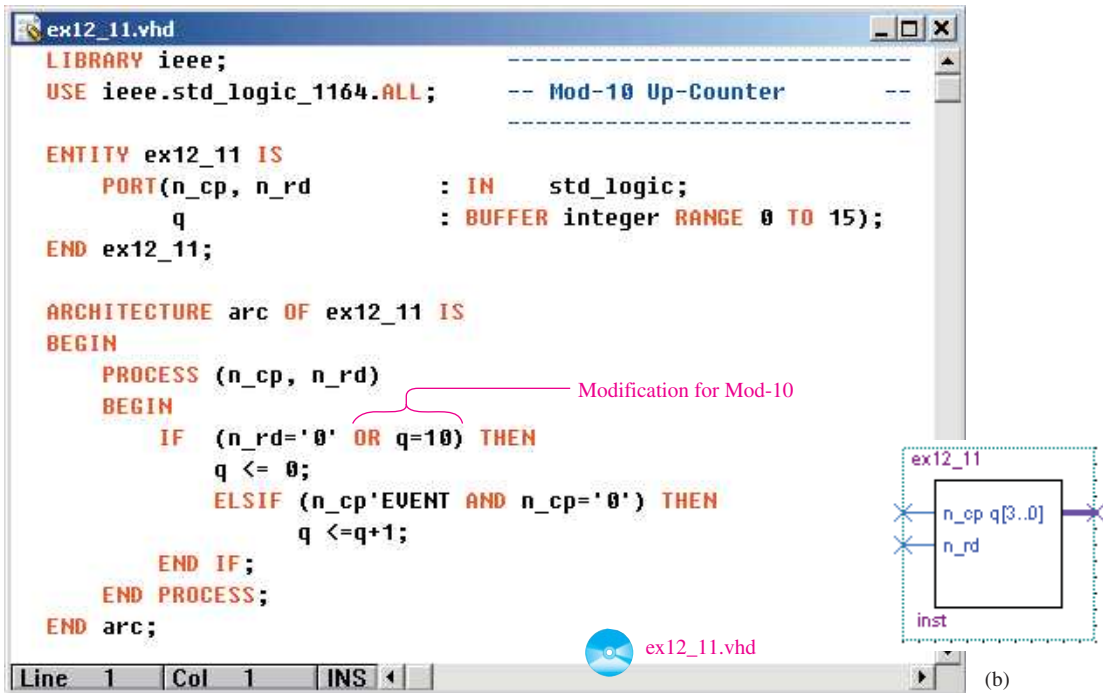 ex12_11.vhd
LIBRARY ieee; ------------------------------
USE ieee.std_logic_1164.ALL; -- Mod-10 Up-Counter --
------------------------------
ENTITY ex12_11 IS
PORT(n_cp, n_rd : IN std_logic;
q : BUFFER integer RANGE 0 TO 15);
END ex12_11;
ARCHITECTURE arc OF ex12_11 IS
BEGIN
PROCESS (n_cp, n_rd)
Modification for Mod-10
BEGIN
IF (n_rd='0' OR q=10) THEN
q <= 0;
ELSIF (n_cp'EVENT AND n_cp='0') THEN
q <=q+1;
END IF;
END PROCESS;
END arc;
ex12_11.vhd
Line 1 Col 1 INS
ex12_11
n_cp q[3..0]
n_rd
inst
(b)